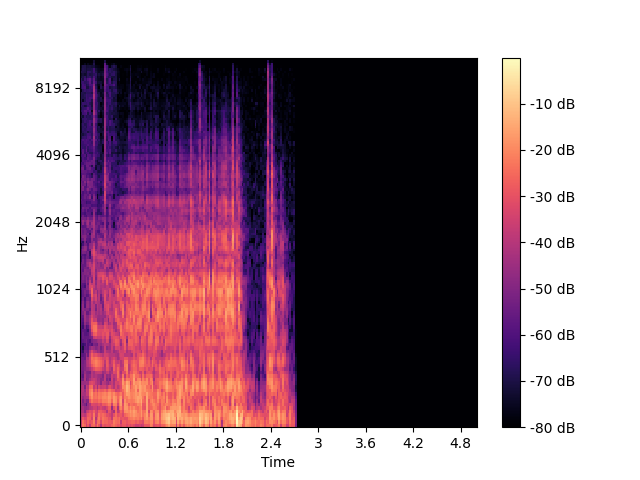 8192
4096
2048
1024
512
0
Hz
0 0.6 1.2 1.8 2.4 3 3.6 4.2 4.8
Time
-10 dB
-20 dB
-30 dB
-40 dB
-50 dB
-60 dB
-70 dB
-80 dB